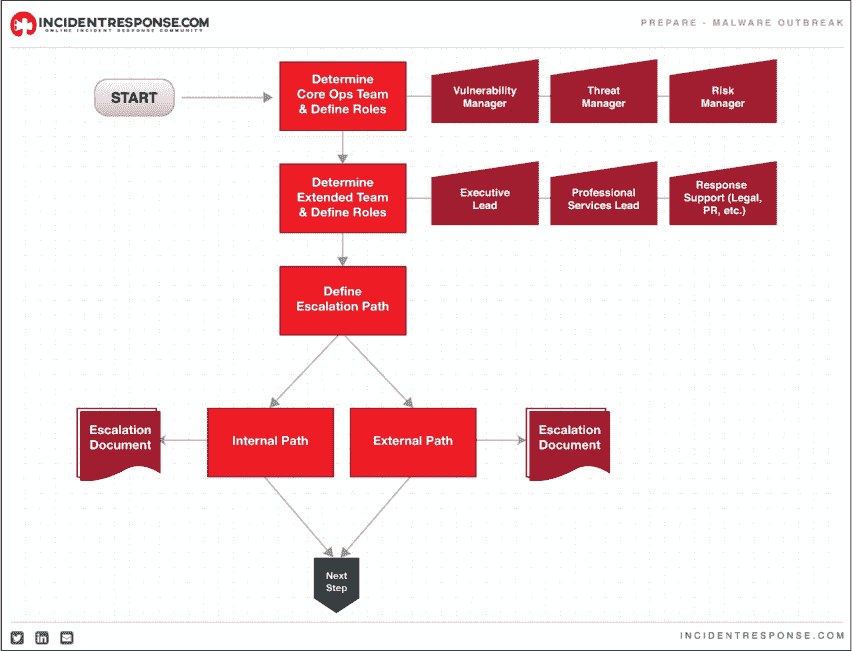 INCIDENTRESPONSE.COM
ONLINE INCIDENT RESPONSE COMMUNITY
PREPARE - MALWARE OUTBREAK
START
Determine
Core Ops Team
& Define Roles
Vulnerability
Manager
Threat
Manager
Risk
Manager
Determine
Extended Team
& Define Roles
Executive
Lead
Professional
Services Lead
Response
Support (Legal,
PR, etc.)
Define
Escalation Path
Escalation
Document
Internal Path
External Path
Escalation
Document
Next
Step
INCIDENTRESPONSE.COM